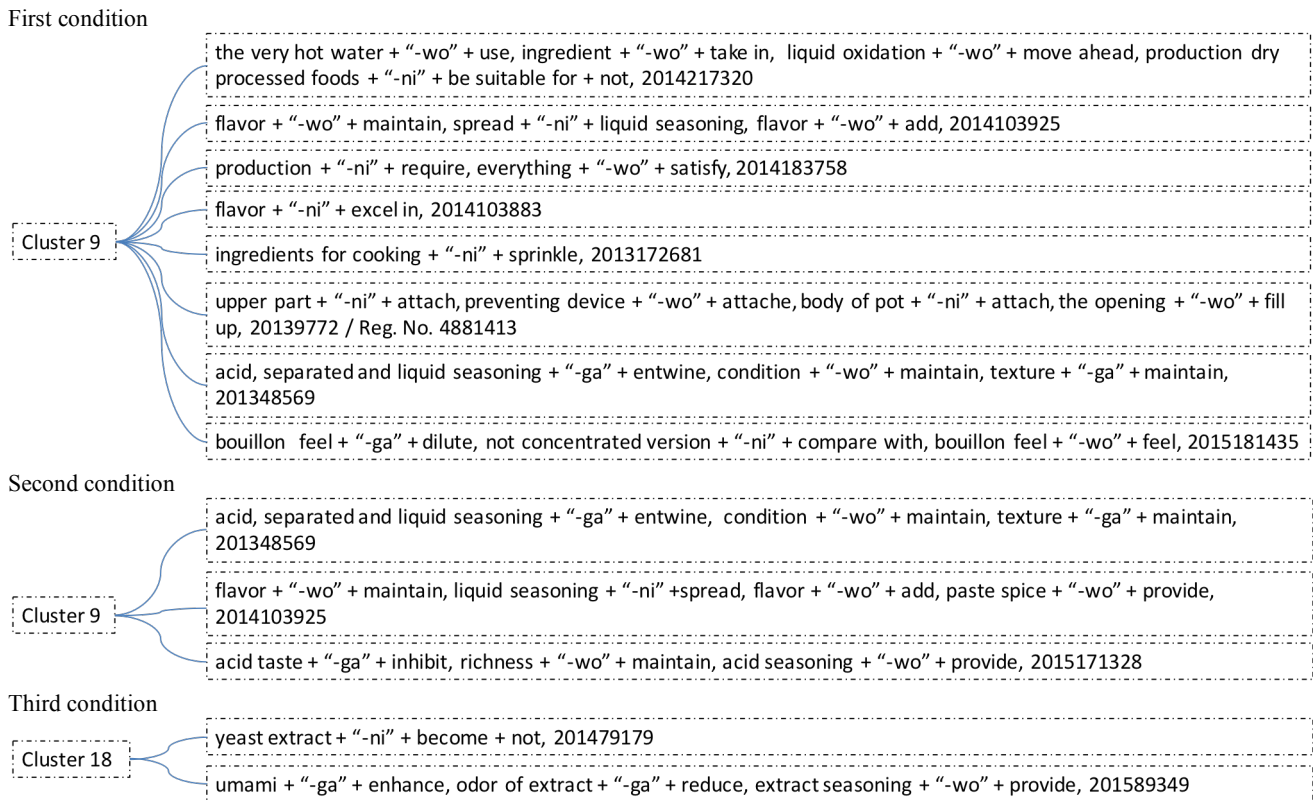 First condition
the very hot water + “-wo” + use, ingredient + “-wo” + take in, liquid oxidation + “-wo” + move ahead, production dry
processed foods + “-ni” + be suitable for + not, 2014217320
flavor + “-wo” + maintain, spread + “-ni” + liquid seasoning, flavor + “-wo” + add, 2014103925
production + “-ni” + require, everything + “-wo” + satisfy, 2014183758
flavor + “-ni” + excel in, 2014103883
Cluster 9
ingredients for cooking + “-ni” + sprinkle, 2013172681
upper part + “-ni” + attach, preventing device + “-wo” + attache, body of pot + “-ni” + attach, the opening + “-wo” + fill
up, 20139772 / Reg. No. 4881413
acid, separated and liquid seasoning + “-ga” + entwine, condition + “-wo” + maintain, texture + “-ga” + maintain,
201348569
bouillon feel + “-ga” + dilute, not concentrated version + “-ni” + compare with, bouillon feel + “-wo” + feel, 2015181435
Second condition
acid, separated and liquid seasoning + “-ga” + entwine, condition + “-wo” + maintain, texture + “-ga” + maintain,
201348569
flavor + “-wo” + maintain, liquid seasoning + “-ni” +spread, flavor + “-wo” + add, paste spice + “-wo” + provide,
2014103925
Cluster 9
acid taste + “-ga” + inhibit, richness + “-wo” + maintain, acid seasoning + “-wo” + provide, 2015171328
Third condition
yeast extract + “-ni” + become + not, 201479179
Cluster 18
umami + “-ga” + enhance, odor of extract + “-ga” + reduce, extract seasoning + “-wo” + provide, 201589349